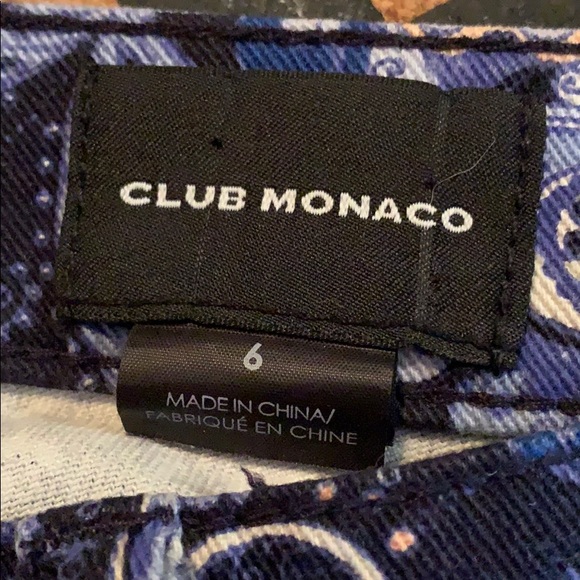 CLUB MONACO
6
MADE IN CHINA/
FABRIQUÉ EN CHINE